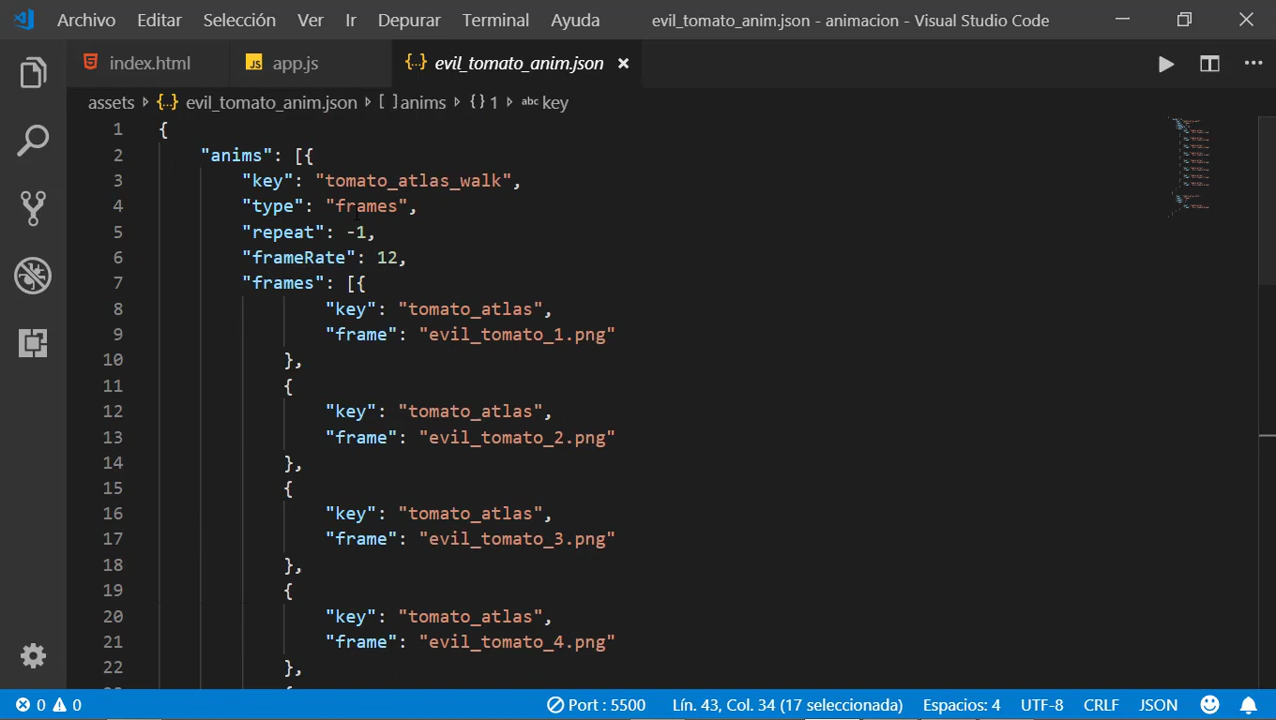 Archivo Editar Selección Ver Ir Depurar Terminal Ayuda evil_tomato_anim.json - animacion - Visual Studio Code
index.html JS app.js {..} evil_tomato_anim.json
assets {..} evil_tomato_anim.json [ ] anims {} 1 abc key
1 {
2 "anims": [{
3 "key": "tomato_atlas_walk",
4 "type": "frames",
5 "repeat": -1,
6 "frameRate": 12,
7 "frames": [{
8 "key": "tomato_atlas",
9 "frame": "evil_tomato_1.png"
10 },
11 {
12 "key": "tomato_atlas",
13 "frame": "evil_tomato_2.png"
14 },
15 {
16 "key": "tomato_atlas",
17 "frame": "evil_tomato_3.png"
18 },
19 {
20 "key": "tomato_atlas",
21 "frame": "evil_tomato_4.png"
22 },
0 0 Port : 5500 Lín. 43, Col. 34 (17 seleccionada) Espacios: 4 UTF-8 CRLF JSON